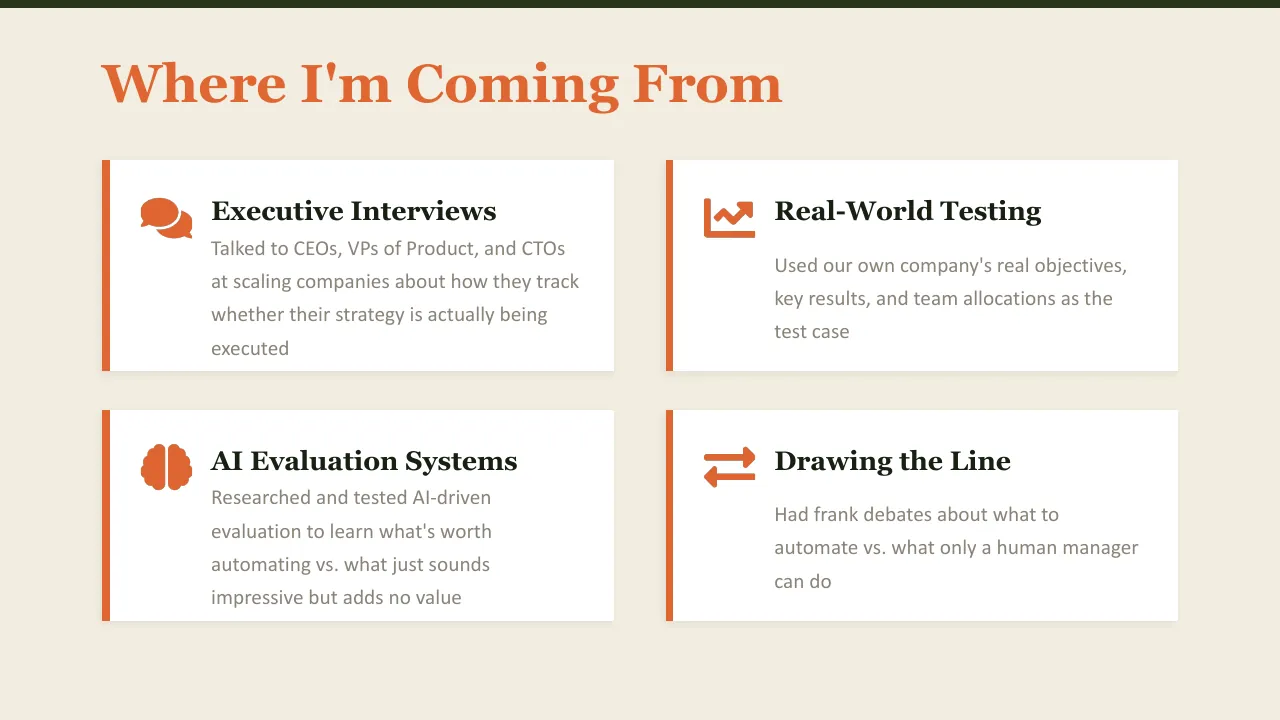 Where I'm Coming From
Executive Interviews
Talked to CEOs, VPs of Product, and CTOs
at scaling companies about how they track
whether their strategy is actually being
executed
Real-World Testing
Used our own company's real objectives,
key results, and team allocations as the
test case
AI Evaluation Systems
Researched and tested AI-driven
evaluation to learn what's worth
automating vs. what just sounds
impressive but adds no value
Drawing the Line
Had frank debates about what to
automate vs. what only a human manager
can do